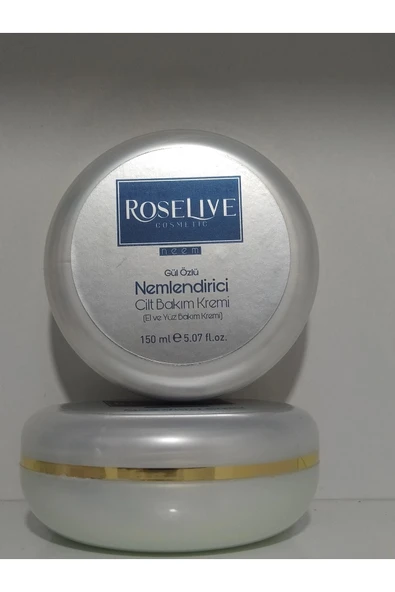 ROSELIVE
COSMETIC
neem
Gül Özlü
Nemlendirici
Cilt Bakım Kremi
(El ve Yüz Bakım Kremi)
150 ml e 5.07 fl.oz.